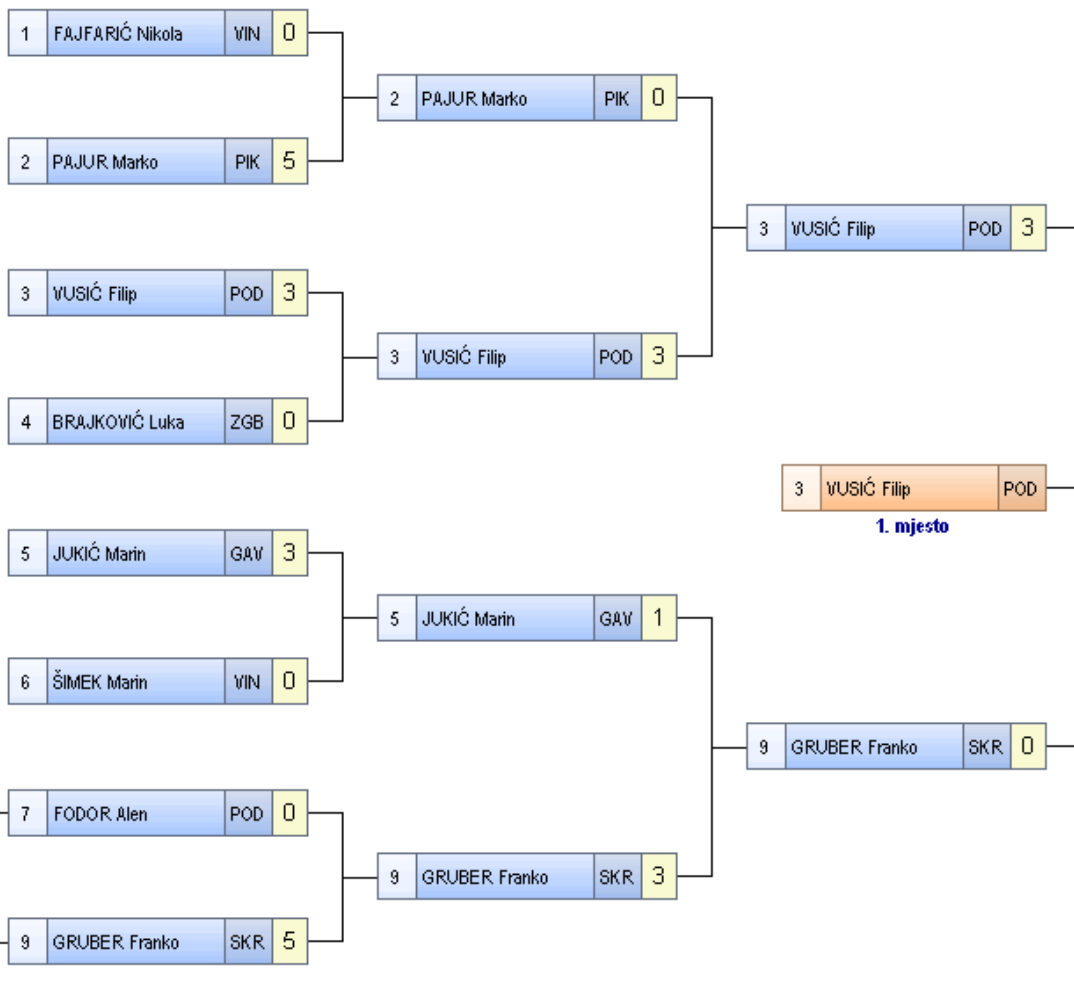 1 FAJFARIĆ Nikola VIN 0
2 PAJUR Marko PIK 0
2 PAJUR Marko PIK 5
3 VUSIĆ Filip POD 3
3 VUSIĆ Filip POD 3
3 VUSIĆ Filip POD 3
4 BRAJKOVIĆ Luka ZGB 0
3 VUSIĆ Filip POD
1. mjesto
5 JUKIĆ Marin GAV 3
5 JUKIĆ Marin GAV 1
6 ŠIMEK Marin VIN 0
9 GRUBER Franko SKR 0
7 FODOR Alen POD 0
9 GRUBER Franko SKR 3
9 GRUBER Franko SKR 5